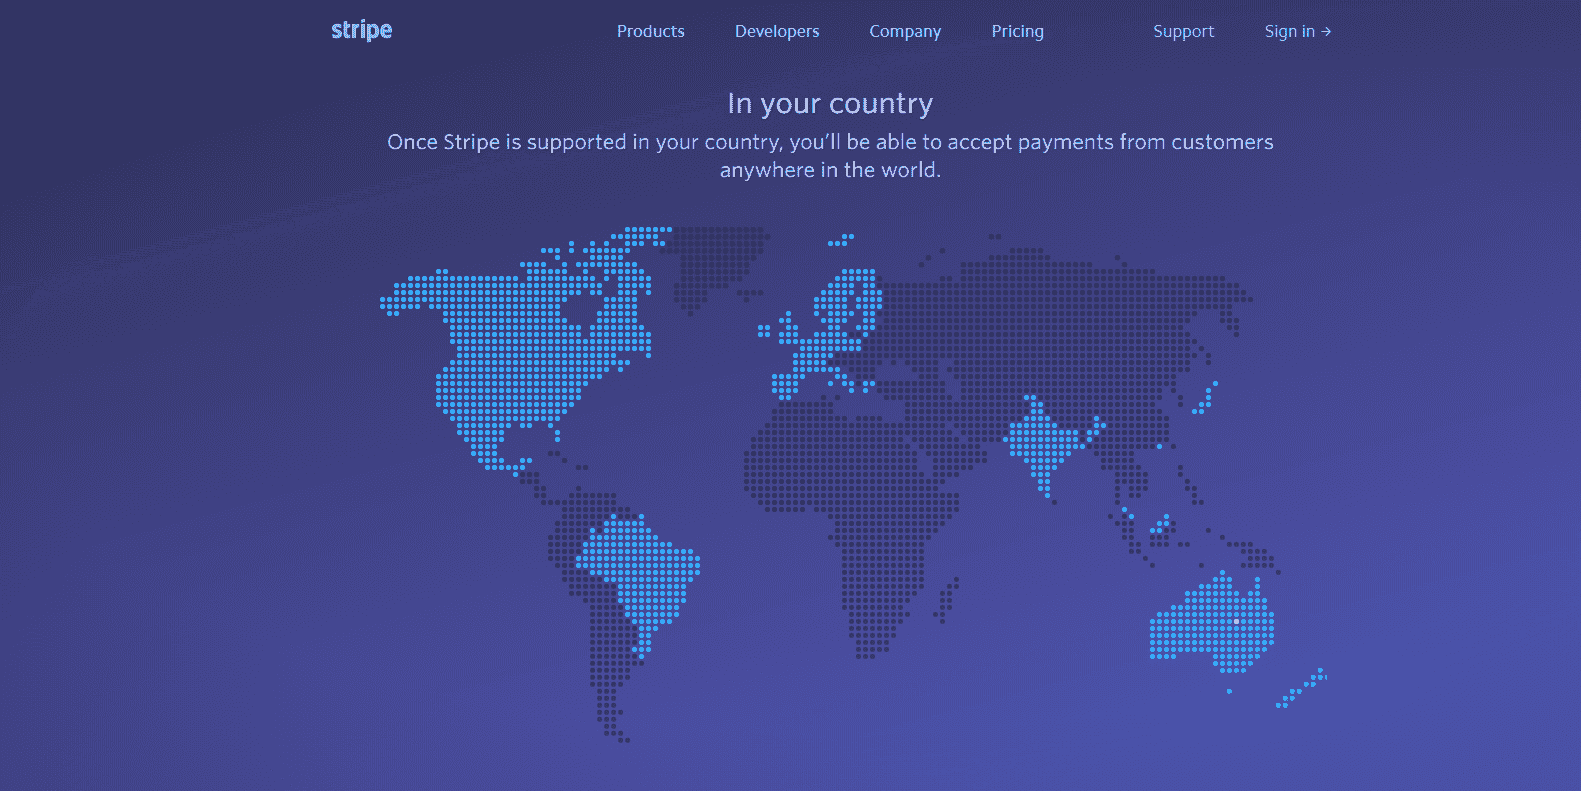 stripe
Products Developers Company Pricing Support Sign in →
In your country
Once Stripe is supported in your country, you'll be able to accept payments from customers
anywhere in the world.